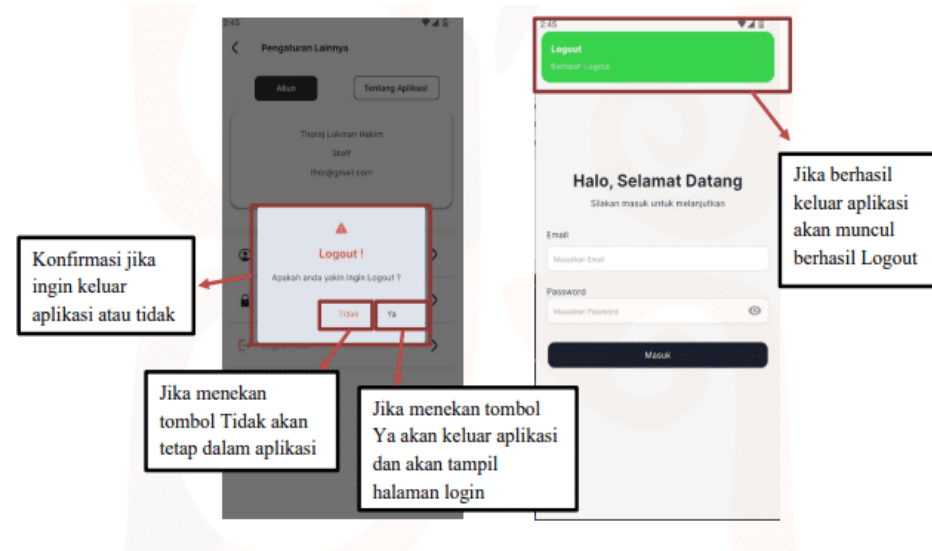 2:45
Pengaturan Lainnya
Akun
Tentang Aplikasi
Thoriq Lukman Hakim
Staff
thor@gmail.com
Logout !
Apakah anda yakin ingin Logout ?
Tidak Ya
Konfirmasi jika
ingin keluar
aplikasi atau tidak
Jika menekan
tombol Tidak akan
tetap dalam aplikasi
Jika menekan tombol
Ya akan keluar aplikasi
dan akan tampil
halaman login
2:45
Logout
Berhasil Logout
Halo, Selamat Datang
Silakan masuk untuk melanjutkan
Email
Masukkan Email
Password
Masukkan Password
Masuk
Jika berhasil
keluar aplikasi
akan muncul
berhasil Logout